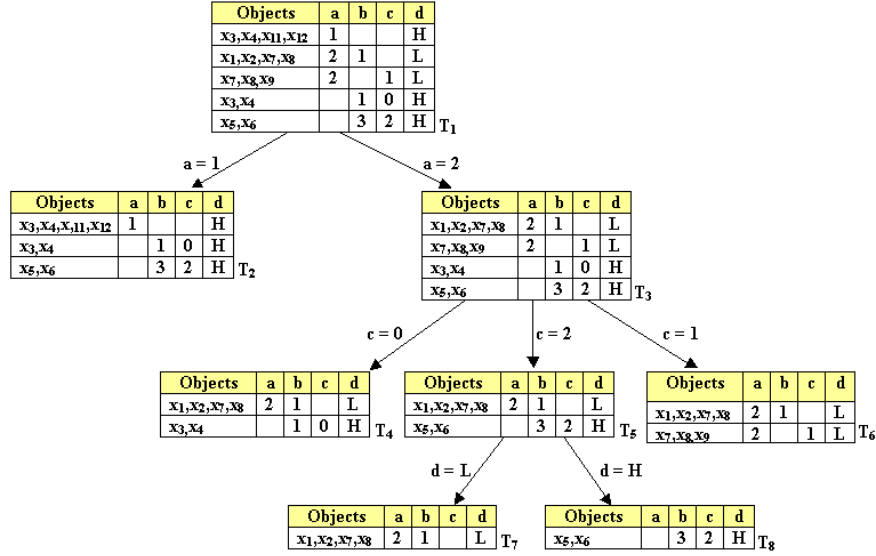 Objects a b c d
x3,x4,x11,x12 1 H
x1,x2,x7,x8 2 1 L
x7,x8,x9 2 1 L
x3,x4 1 0 H
x5,x6 3 2 H T1
a = 1 a = 2
Objects a b c d
x3,x4,x,11,x12 1 H
x3,x4 1 0 H
x5,x6 3 2 H T2
Objects a b c d
x1,x2,x7,x8 2 1 L
x7,x8,x9 2 1 L
x3,x4 1 0 H
x5,x6 3 2 H T3
c = 0 c = 2 c = 1
Objects a b c d
x1,x2,x7,x8 2 1 L
x3,x4 1 0 H T4
Objects a b c d
x1,x2,x7,x8 2 1 L
x5,x6 3 2 H T5
Objects a b c d
x1,x2,x7,x8 2 1 L
x7,x8,x9 2 1 L T6
d = L d = H
Objects a b c d
x1,x2,x7,x8 2 1 L T7
Objects a b c d
x5,x6 3 2 H T8